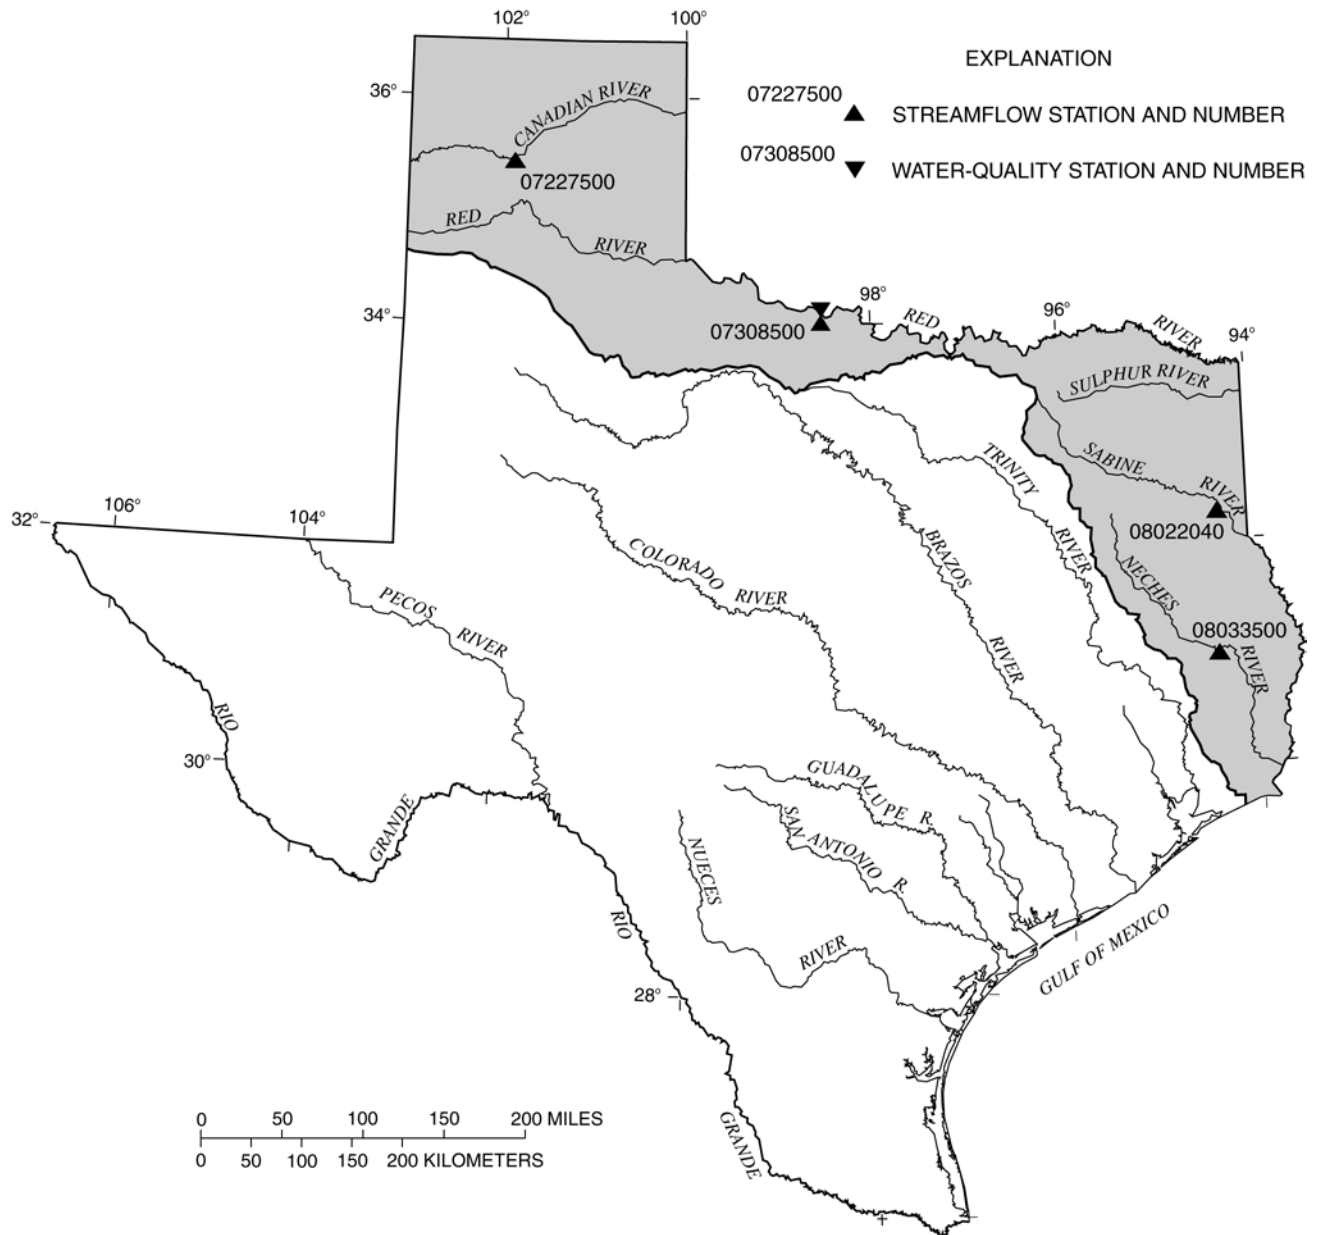 102°
100°
EXPLANATION
07227500
STREAMFLOW STATION AND NUMBER
07308500
WATER-QUALITY STATION AND NUMBER
36°
CANADIAN RIVER
07227500
RED
RIVER
34°
07308500
98°
RED
96°
RIVER
94°
SULPHUR RIVER
SABINE
RIVER
08022040
TRINITY
RIVER
NECHES
RIVER
08033500
32°
106°
104°
BRAZOS
RIVER
COLORADO
RIVER
PECOS
RIVER
RIO
30°
GRANDE
GUADALUPE R.
SAN ANTONIO R.
NUECES
RIVER
RIO
28°
GULF OF MEXICO
GRANDE
0 50 100 150 200 MILES
0 50 100 150 200 KILOMETERS